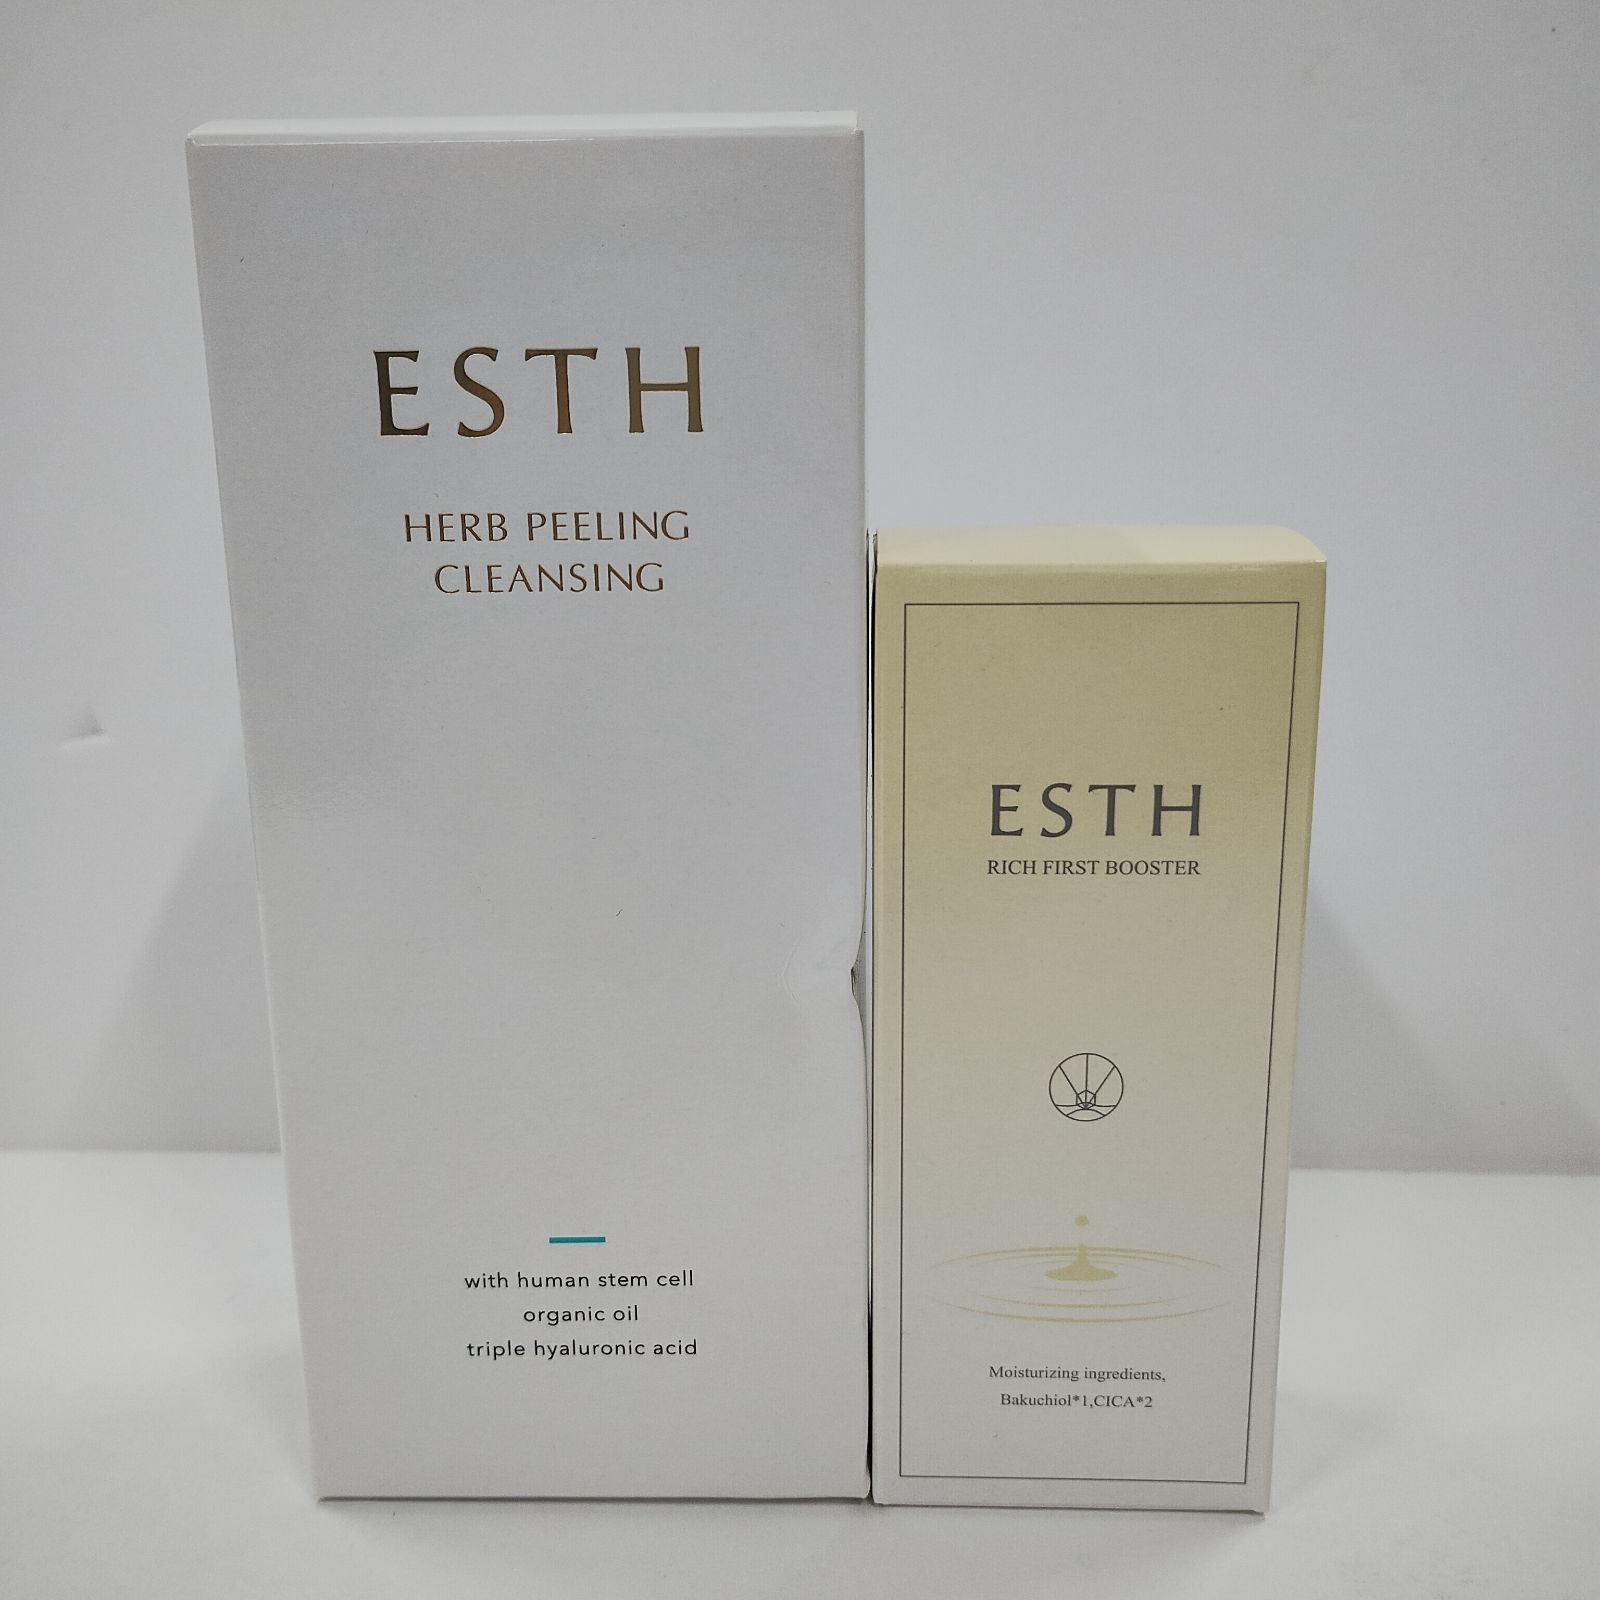 ESTH
HERB PEELING
CLEANSING
with human stem cell
organic oil
triple hyaluronic acid
ESTH
RICH FIRST BOOSTER
Moisturizing ingredients,
Bakuchiol*1,CICA*2